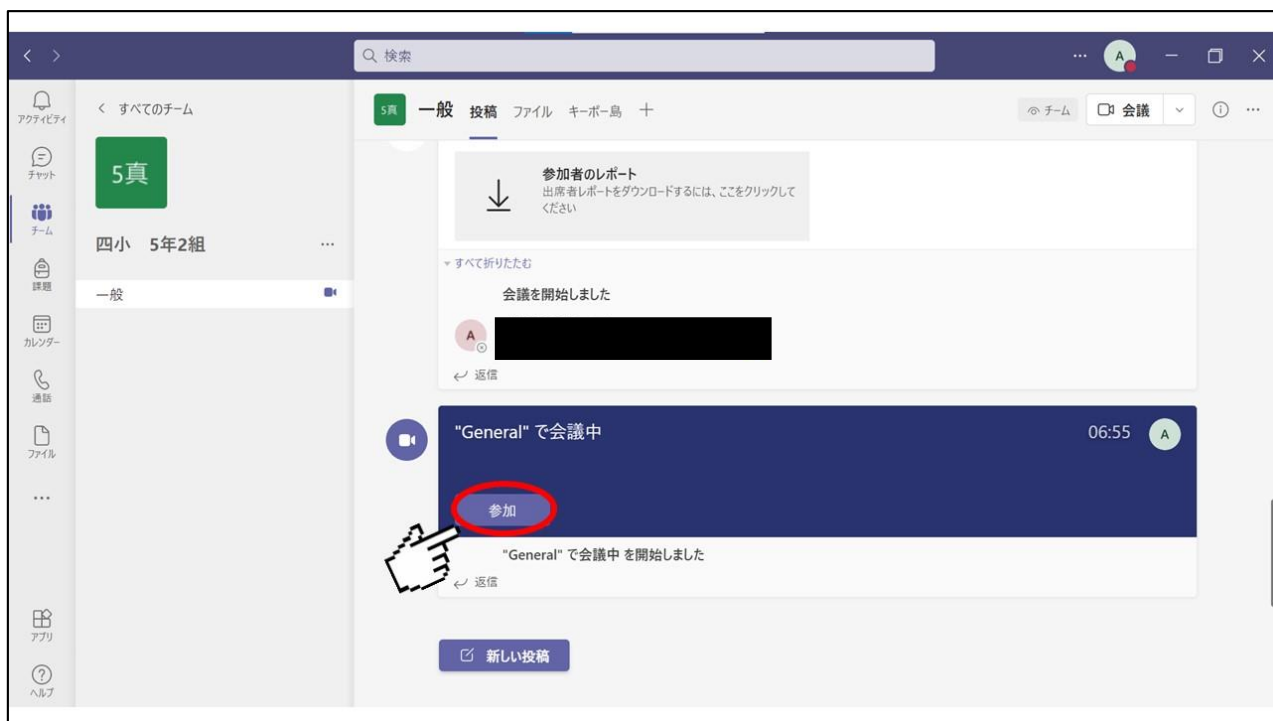 検索
A
アクティビティ
チャット
チーム
課題
カレンダー
通話
ファイル
アプリ
ヘルプ
すべてのチーム
5真
四小 5年2組
一般
5真 一般 投稿 ファイル キーボー島
チーム
会議
参加者のレポート
出席者レポートをダウンロードするには、ここをクリックして
ください
すべて折りたたむ
会議を開始しました
A
返信
"General" で会議中
06:55 A
参加
"General" で会議中 を開始しました
返信
新しい投稿